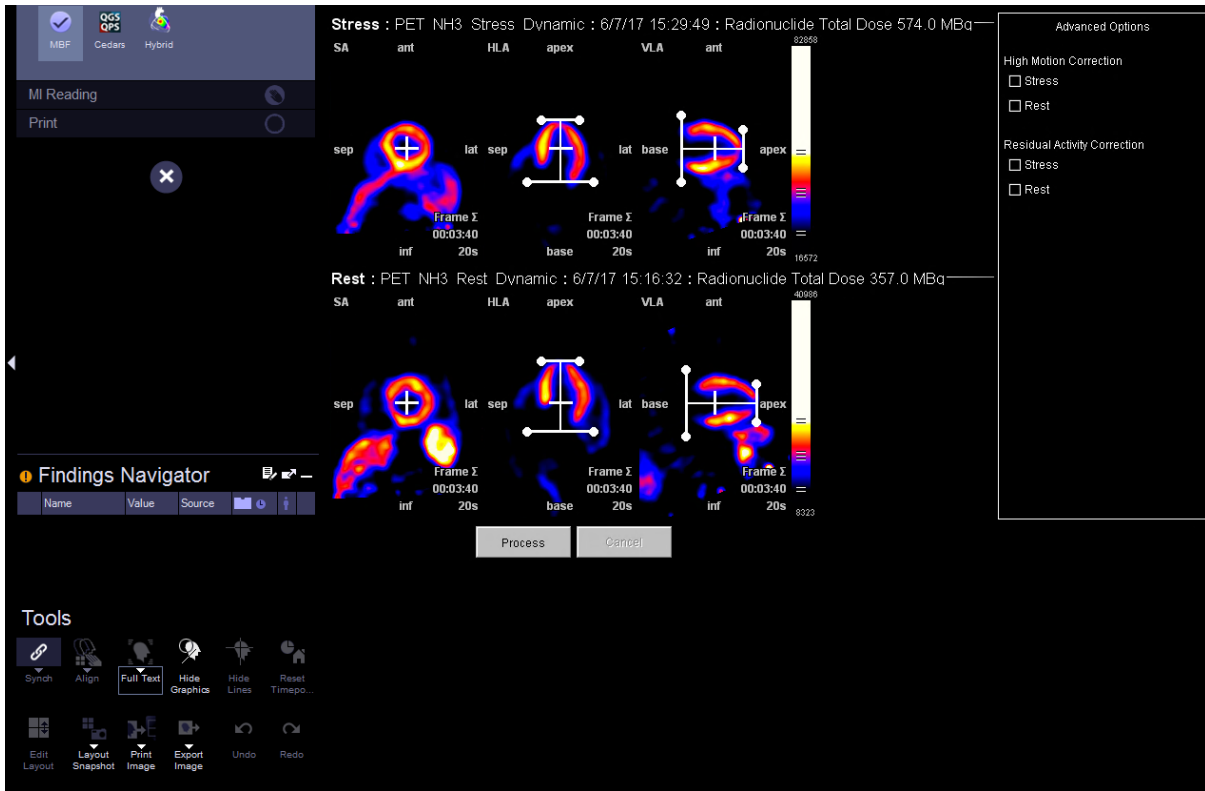 MBF
QGS
QPS
Cedars
Hybrid
MI Reading
Print
Stress : PET NH3 Stress Dynamic : 6/7/17 15:29:49 : Radionuclide Total Dose 574.0 MBq
82858
SA ant HLA apex VLA ant
sep lat sep lat base apex
Frame Σ Frame Σ Frame Σ
00:03:40 00:03:40 00:03:40
inf 20s base 20s inf 20s
16572
Rest : PET NH3 Rest Dynamic : 6/7/17 15:16:32 : Radionuclide Total Dose 357.0 MBq
40986
SA ant HLA apex VLA ant
sep lat sep lat base apex
Frame Σ Frame Σ Frame Σ
00:03:40 00:03:40 00:03:40
inf 20s base 20s inf 20s
8323
Process
Cancel
Advanced Options
High Motion Correction
Stress
Rest
Residual Activity Correction
Stress
Rest
Findings Navigator
Name Value Source
Tools
Synch Align Full Text Hide Graphics Hide Lines Reset Timepo...
Edit Layout Layout Snapshot Print Image Export Image Undo Redo